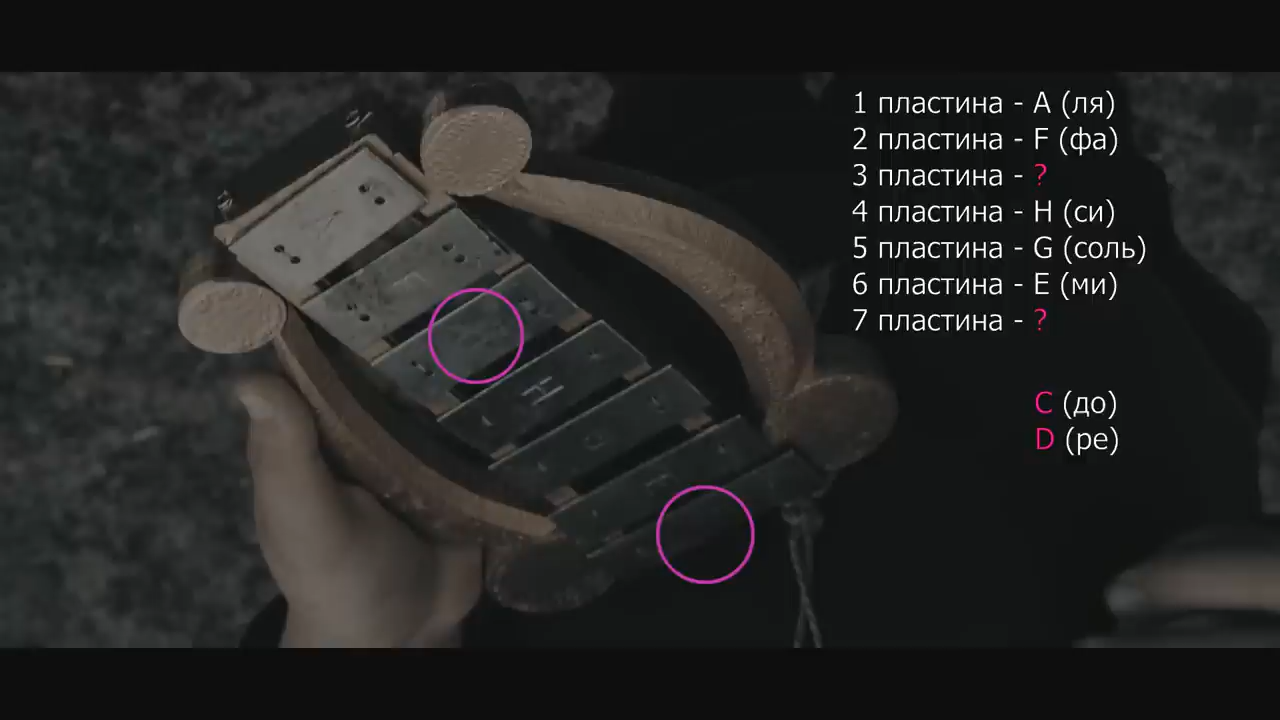 1 пластина - A (ля)
2 пластина - F (фа)
3 пластина - ?
4 пластина - H (си)
5 пластина - G (соль)
6 пластина - E (ми)
7 пластина - ?
C (до)
D (ре)
H